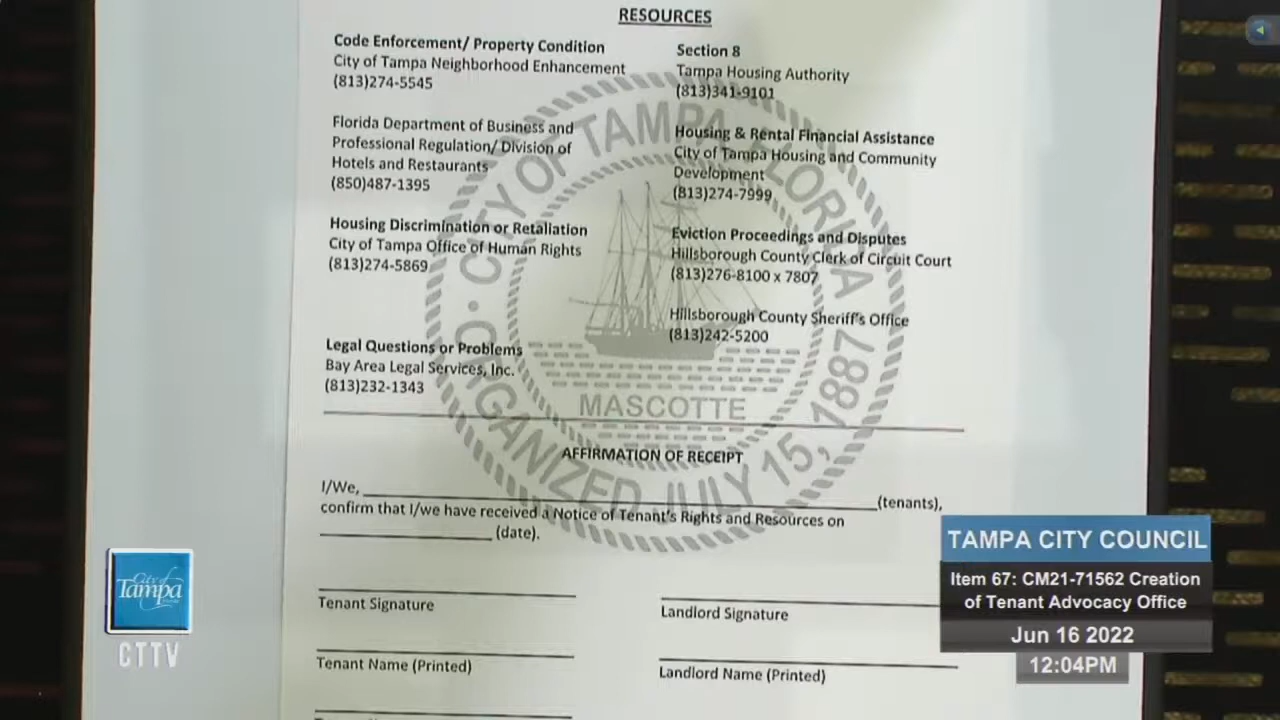 RESOURCES
Code Enforcement/ Property Condition
City of Tampa Neighborhood Enhancement
(813)274-5545
Florida Department of Business and
Professional Regulation/ Division of
Hotels and Restaurants
(850)487-1395
Housing Discrimination or Retaliation
City of Tampa Office of Human Rights
(813)274-5869
Legal Questions or Problems
Bay Area Legal Services, Inc.
(813)232-1343
Section 8
Tampa Housing Authority
(813)341-9101
Housing & Rental Financial Assistance
City of Tampa Housing and Community
Development
(813)274-7999
Eviction Proceedings and Disputes
Hillsborough County Clerk of Circuit Court
(813)276-8100 x 7807
Hillsborough County Sheriff's Office
(813)242-5200
CITY OF TAMPA, FLORIDA
MASCOTTE
ORGANIZED JULY 15, 1887
AFFIRMATION OF RECEIPT
I/We, (tenants),
confirm that I/we have received a Notice of Tenant's Rights and Resources on
(date).
Tenant Signature
Landlord Signature
Tenant Name (Printed)
Landlord Name (Printed)
City of
Tampa
CTTV
TAMPA CITY COUNCIL
Item 67: CM21-71562 Creation
of Tenant Advocacy Office
Jun 16 2022
12:04PM